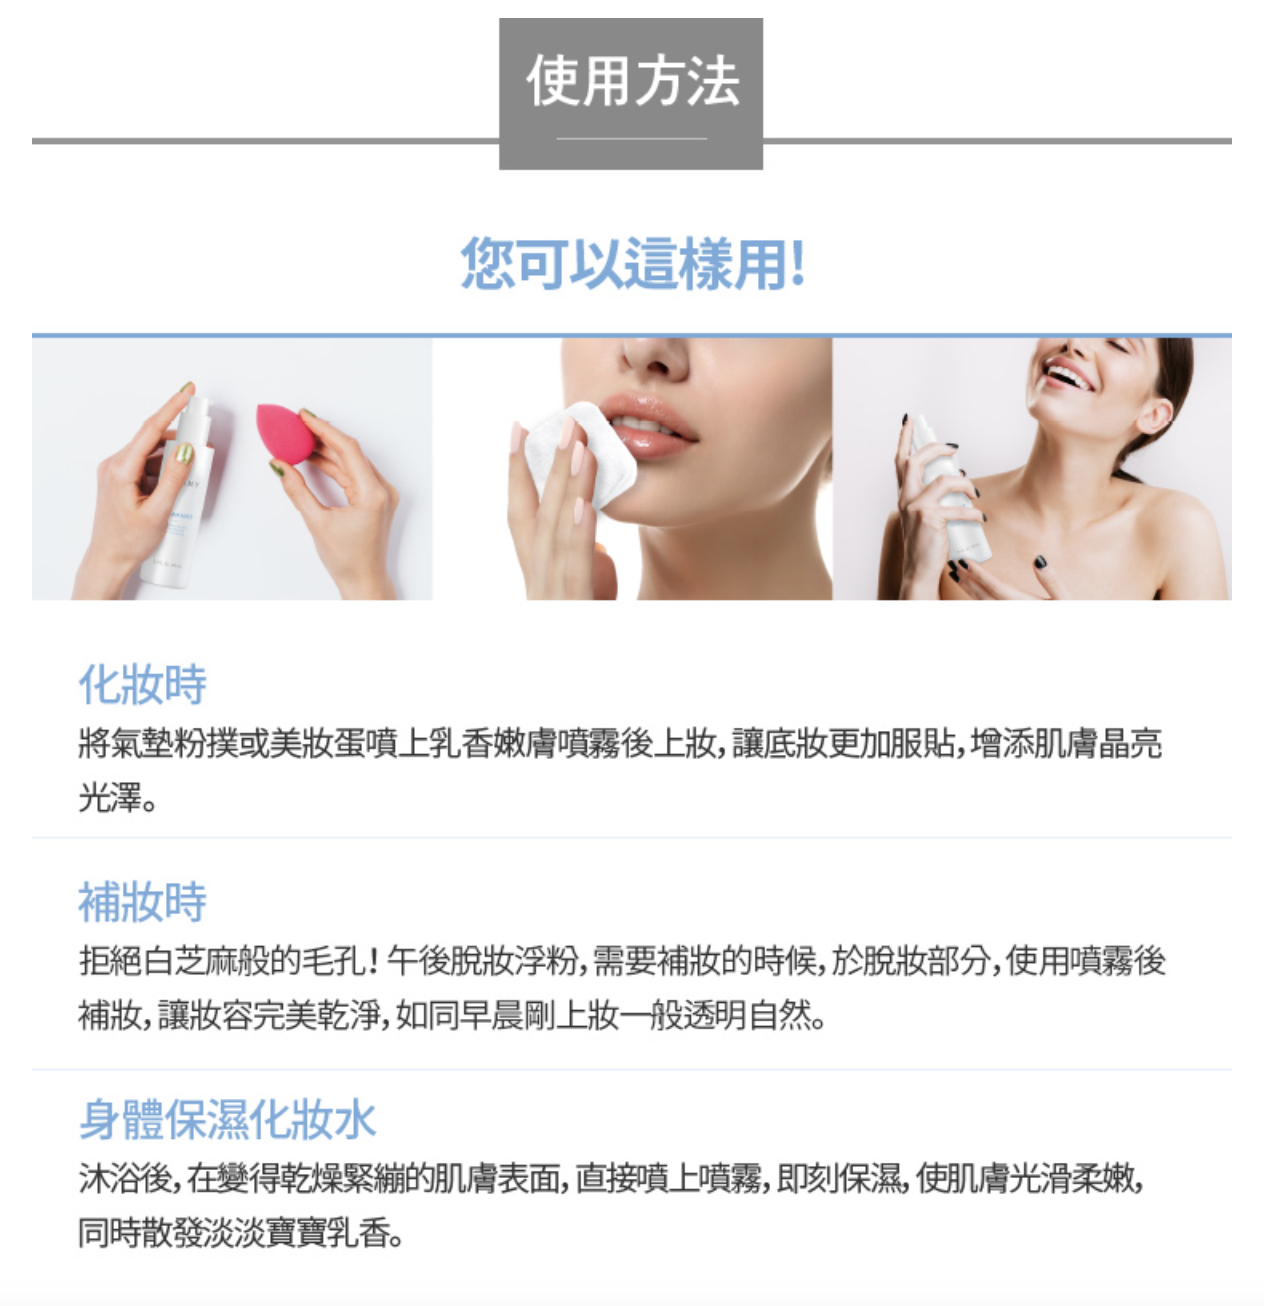 使用方法
您可以這樣用!
化妝時
將氣墊粉撲或美妝蛋噴上乳香嫩膚噴霧後上妝,讓底妝更加服貼,增添肌膚晶亮
光澤。
補妝時
拒絕白芝麻般的毛孔!午後脫妝浮粉,需要補妝的時候,於脫妝部分,使用噴霧後
補妝,讓妝容完美乾淨,如同早晨剛上妝一般透明自然。
身體保濕化妝水
沐浴後,在變得乾燥緊繃的肌膚表面,直接噴上噴霧,即刻保濕,使肌膚光滑柔嫩,
同時散發淡淡寶寶乳香。